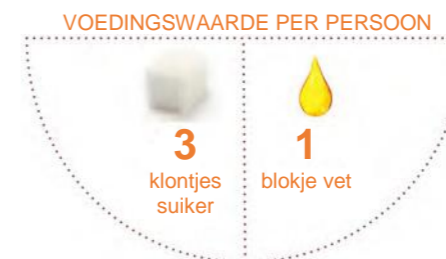 VOEDINGSWAARDE PER PERSOON
3
klontjes
suiker
1
blokje vet